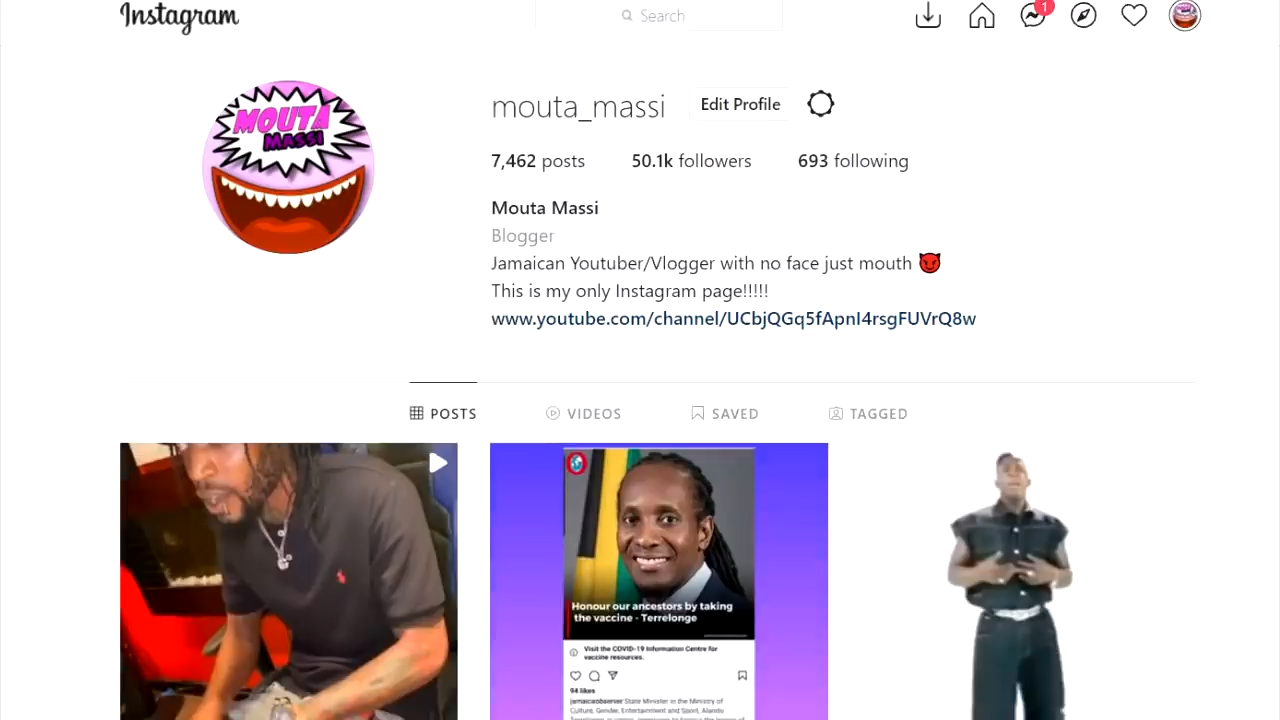 Instagram
Search
1
mouta_massi Edit Profile
7,462 posts 50.1k followers 693 following
Mouta Massi
Blogger
Jamaican Youtuber/Vlogger with no face just mouth 😈
This is my only Instagram page!!!!!
www.youtube.com/channel/UCbjQGq5fApnI4rsgFUVrQ8w
MOUTA
MASSI
POSTS VIDEOS SAVED TAGGED
Honour our ancestors by taking
the vaccine - Terrelonge
Visit the COVID-19 Information Centre for
vaccine resources.
94 likes
jamaicaobserver State Minister in the Ministry of
Culture, Gender, Entertainment and Sport, Alando